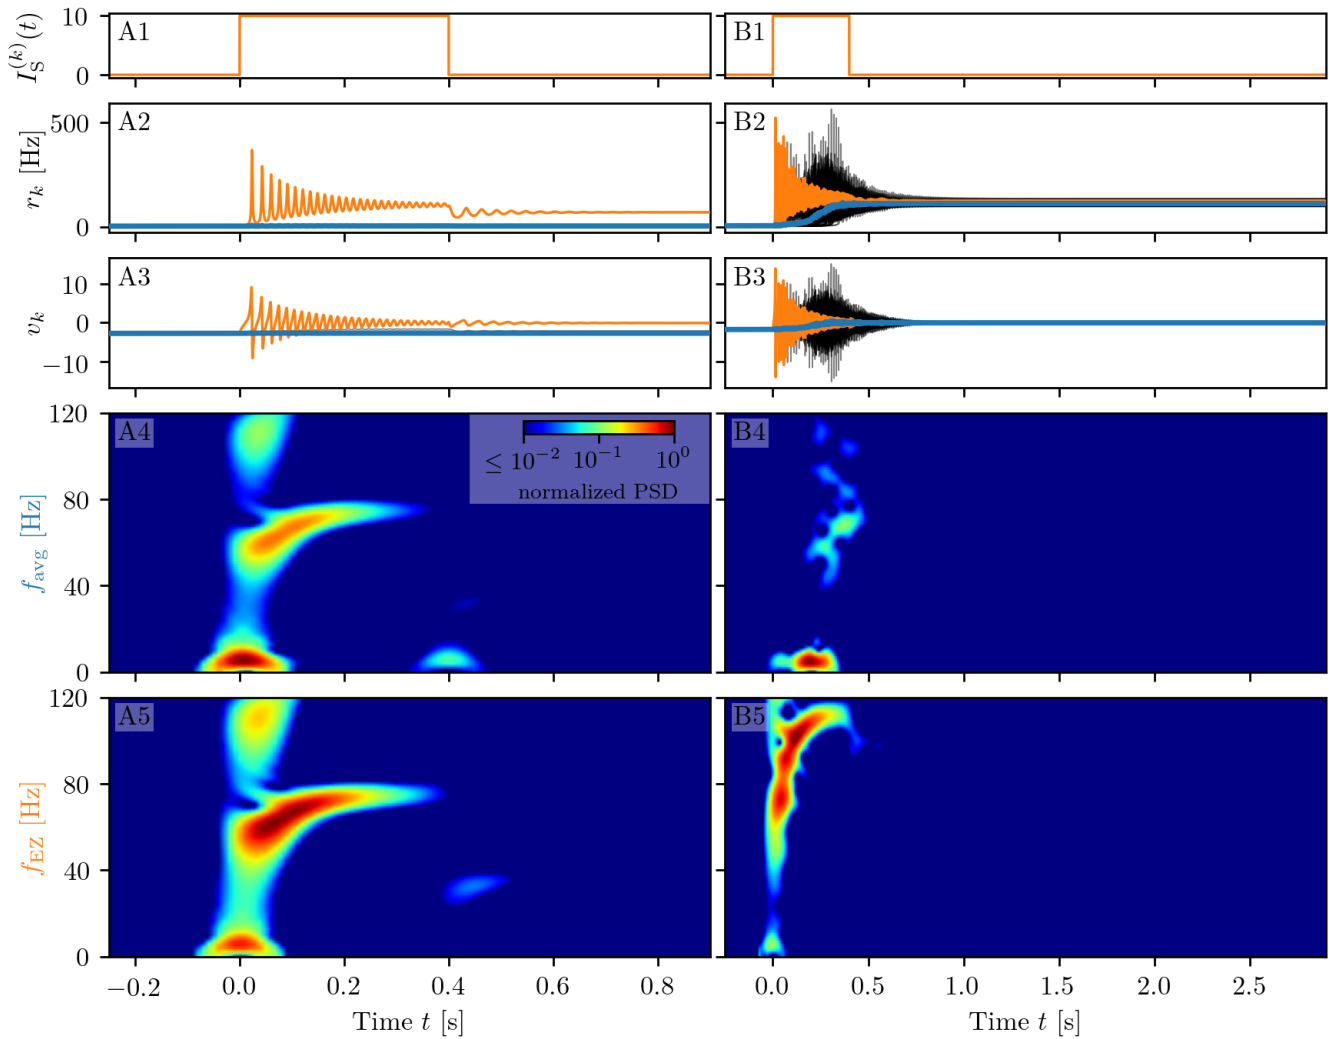 I_S^(k)(t)
10
0
A1
B1
r_k [Hz]
500
0
A2
B2
v_k
10
0
−10
A3
B3
f_avg [Hz]
120
80
40
0
A4
≤ 10^−2 10^−1 10^0
normalized PSD
B4
f_EZ [Hz]
120
80
40
0
A5
B5
−0.2 0.0 0.2 0.4 0.6 0.8
0.0 0.5 1.0 1.5 2.0 2.5
Time t [s]
Time t [s]